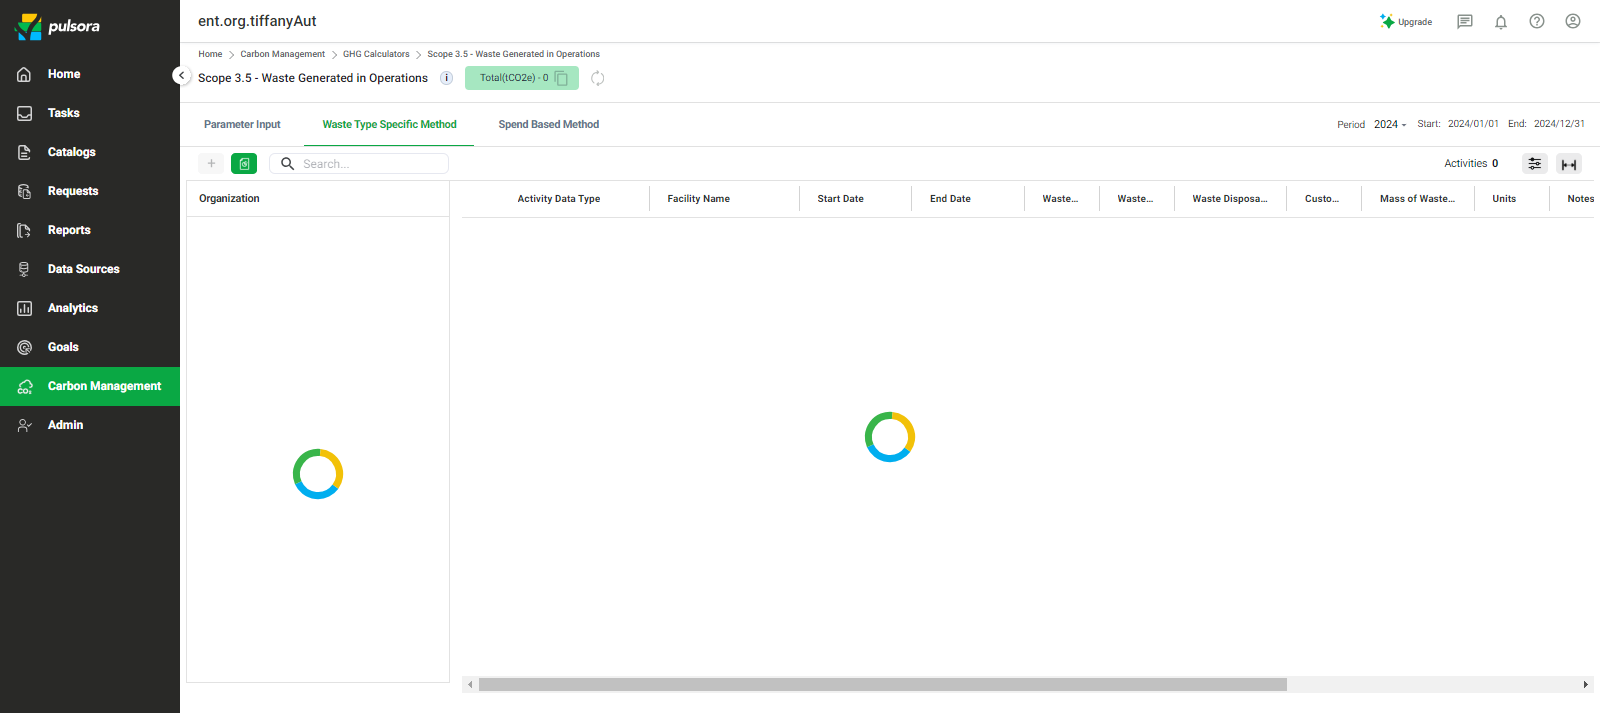 pulsora
ent.org.tiffanyAut
Upgrade
Home > Carbon Management > GHG Calculators > Scope 3.5 - Waste Generated in Operations
Scope 3.5 - Waste Generated in Operations
Total(tCO2e) - 0
Home
Tasks
Catalogs
Requests
Reports
Data Sources
Analytics
Goals
Carbon Management
Admin
Parameter Input
Waste Type Specific Method
Spend Based Method
Period 2024 Start: 2024/01/01 End: 2024/12/31
Search...
Activities 0
Organization
Activity Data Type
Facility Name
Start Date
End Date
Waste...
Waste...
Waste Disposa...
Custo...
Mass of Waste...
Units
Notes